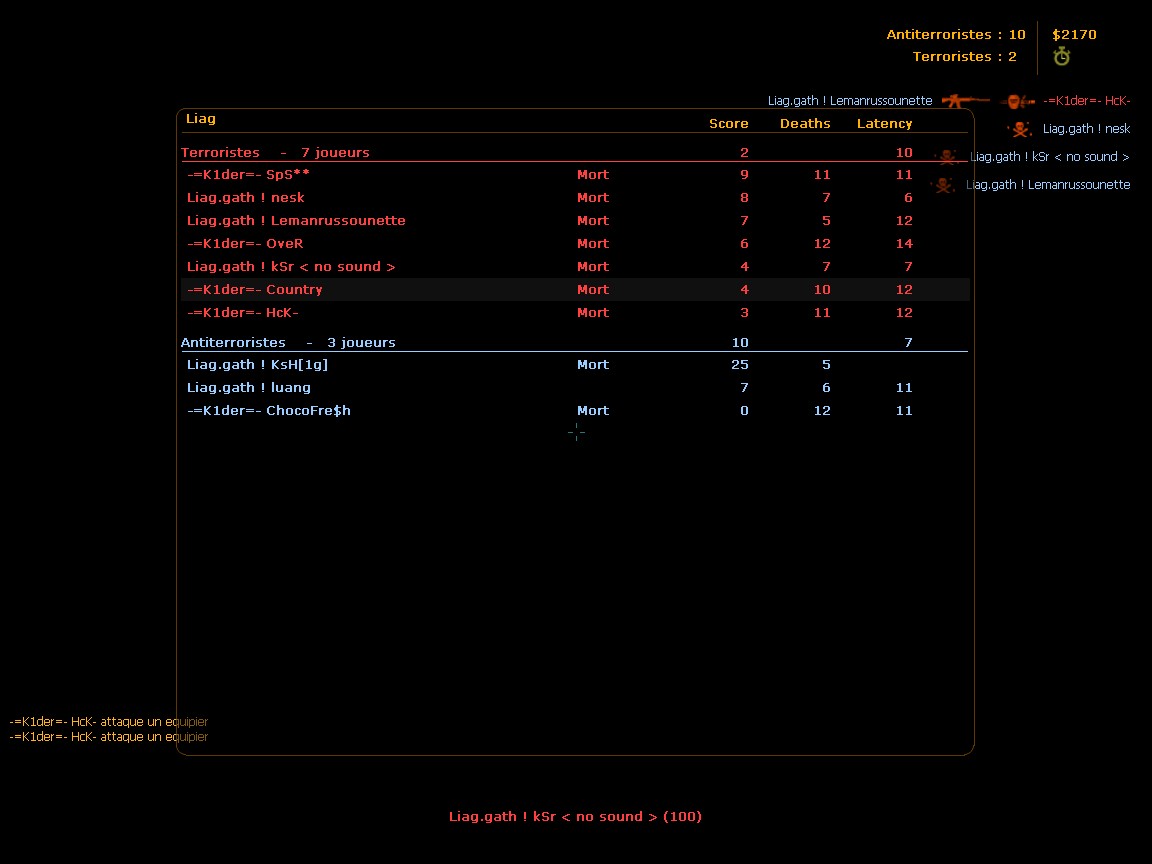 Antiterroristes : 10 $2170
Terroristes : 2
Liag.gath ! Lemanrussounette -=K1der=- HcK-
Liag.gath ! nesk
Liag.gath ! kSr < no sound >
Liag.gath ! Lemanrussounette
Liag Score Deaths Latency
Terroristes - 7 joueurs 2 10
-=K1der=- SpS** Mort 9 11 11
Liag.gath ! nesk Mort 8 7 6
Liag.gath ! Lemanrussounette Mort 7 5 12
-=K1der=- OveR Mort 6 12 14
Liag.gath ! kSr < no sound > Mort 4 7 7
-=K1der=- Country Mort 4 10 12
-=K1der=- HcK- Mort 3 11 12
Antiterroristes - 3 joueurs 10 7
Liag.gath ! KsH[1g] Mort 25 5
Liag.gath ! luang 7 6 11
-=K1der=- ChocoFre$h Mort 0 12 11
-=K1der=- HcK- attaque un equipier
-=K1der=- HcK- attaque un equipier
Liag.gath ! kSr < no sound > (100)